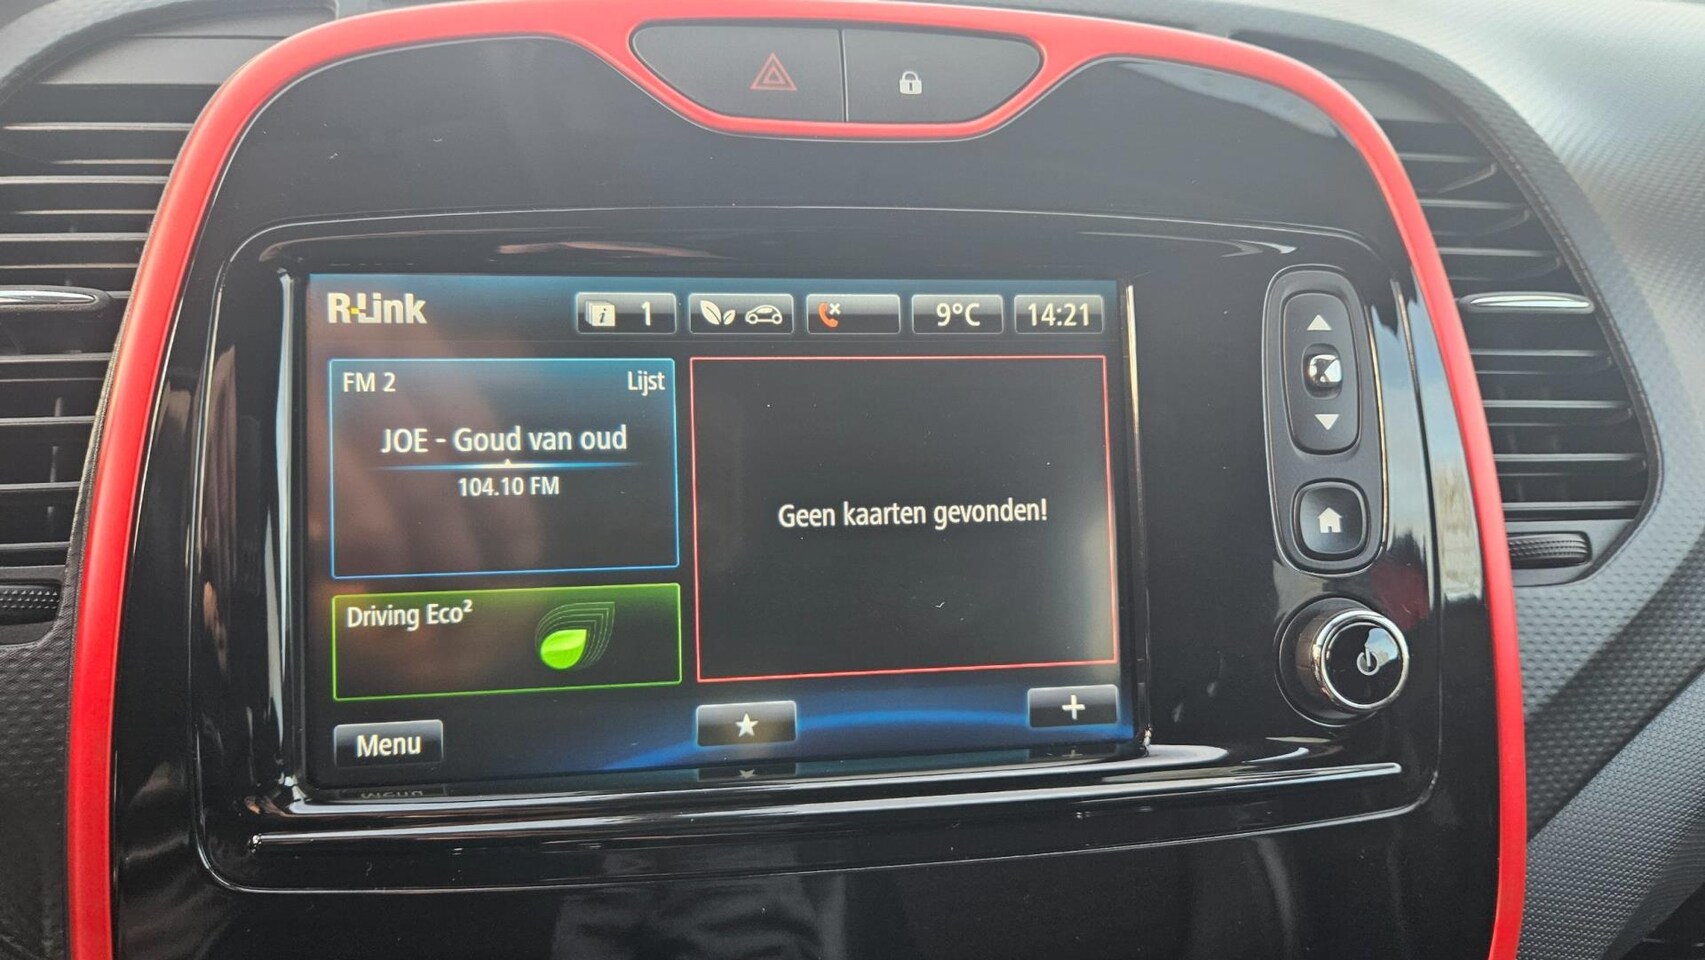 R-Link
1
9°C
14:21
FM 2
Lijst
JOE - Goud van oud
104.10 FM
Geen kaarten gevonden!
Driving Eco²
Menu